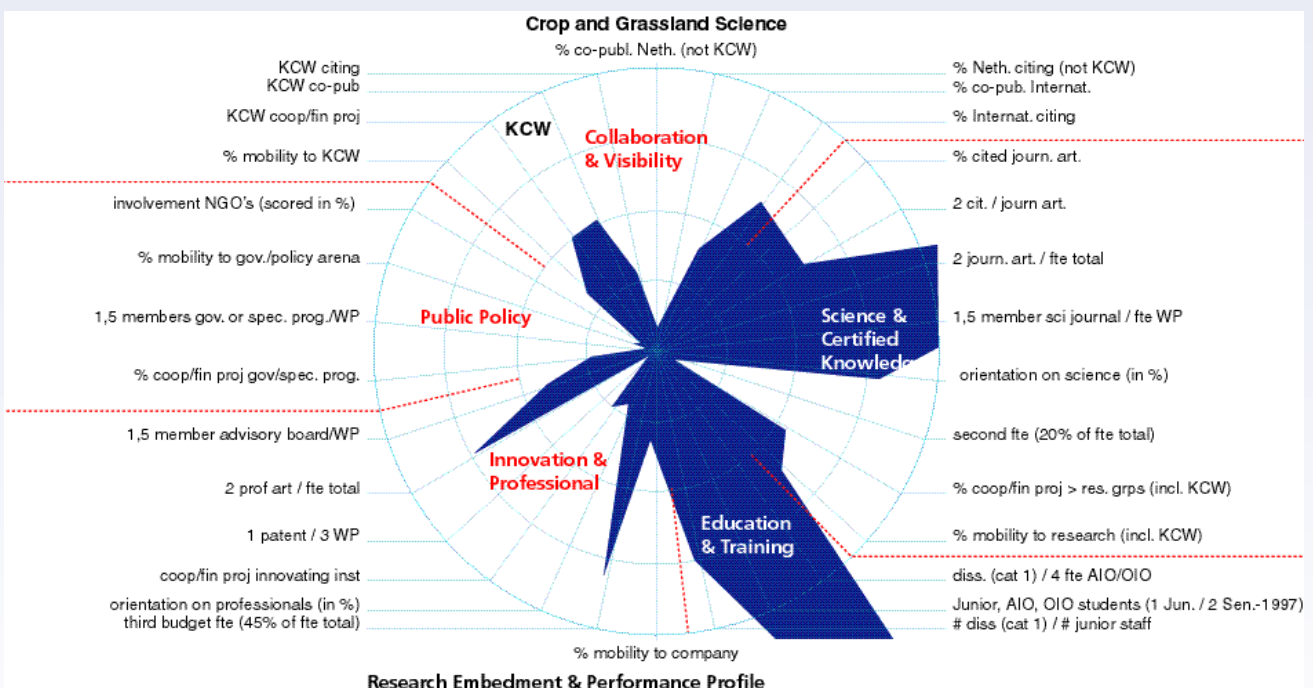 Crop and Grassland Science
% co-publ. Neth. (not KCW)
KCW citing
KCW co-pub
KCW coop/fin proj
% mobility to KCW
involvement NGO's (scored in %)
% mobility to gov./policy arena
1,5 members gov. or spec. prog./WP
% coop/fin proj gov/spec. prog.
1,5 member advisory board/WP
2 prof art / fte total
1 patent / 3 WP
coop/fin proj innovating inst
orientation on professionals (in %)
third budget fte (45% of fte total)
KCW
Collaboration
& Visibility
Public Policy
Innovation &
Professional
Science &
Certified
Knowledg
Education
& Training
% Neth. citing (not KCW)
% co-pub. Internat.
% Internat. citing
% cited journ. art.
2 cit. / journ art.
2 journ. art. / fte total
1,5 member sci journal / fte WP
orientation on science (in %)
second fte (20% of fte total)
% coop/fin proj > res. grps (incl. KCW)
% mobility to research (incl. KCW)
diss. (cat 1) / 4 fte AIO/OIO
Junior, AIO, OIO students (1 Jun. / 2 Sen.-1997)
# diss (cat 1) / # junior staff
% mobility to company
Research Embedment & Performance Profile